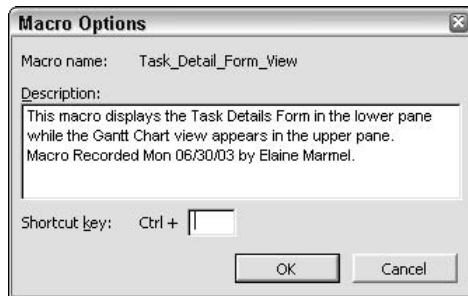 Macro Options
Macro name: Task_Detail_Form_View
Description:
This macro displays the Task Details Form in the lower pane
while the Gantt Chart view appears in the upper pane.
Macro Recorded Mon 06/30/03 by Elaine Marmel.
Shortcut key: Ctrl +
OK Cancel